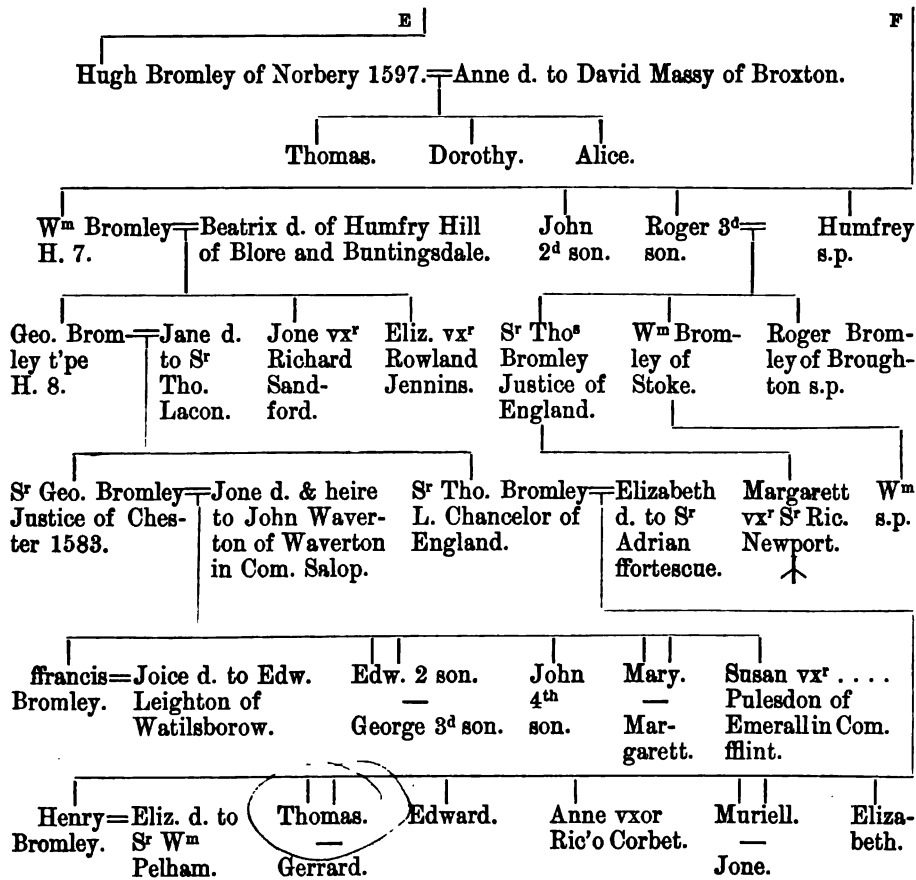 E F
Hugh Bromley of Norbery 1597.=Anne d. to David Massy of Broxton.
Thomas. Dorothy. Alice.
Wᵐ Bromley=Beatrix d. of Humfry Hill
H. 7. of Blore and Buntingsdale.
John
2ᵈ son.
Roger 3ᵈ=
son.
Humfrey
s.p.
Geo. Brom-=Jane d.
ley t'pe to Sʳ
H. 8. Tho.
Lacon.
Jone vxʳ
Richard
Sand-
ford.
Eliz. vxʳ
Rowland
Jennins.
Sʳ Thoˢ
Bromley
Justice of
England.
Wᵐ Brom-
ley of
Stoke.
Roger Brom-
ley of Brough-
ton s.p.
Sʳ Geo. Bromley=Jone d. & heire
Justice of Ches- to John Waver-
ter 1583. ton of Waverton
in Com. Salop.
Sʳ Tho. Bromley=Elizabeth
L. Chancelor of d. to Sʳ
England. Adrian
ffortescue.
Margarett
vxʳ Sʳ Ric.
Newport.
Wᵐ
s.p.
ffrancis=Joice d. to Edw.
Bromley. Leighton of
Watilsborow.
Edw. 2 son.
—
George 3ᵈ son.
John
4ᵗʰ
son.
Mary.
—
Mar-
garett.
Susan vxʳ ....
Pulesdon of
Emerall in Com.
fflint.
Henry=Eliz. d. to
Bromley. Sʳ Wᵐ
Pelham.
Thomas.
—
Gerrard.
Edward.
Anne vxor
Ric'o Corbet.
Muriell.
—
Jone.
Eliza-
beth.